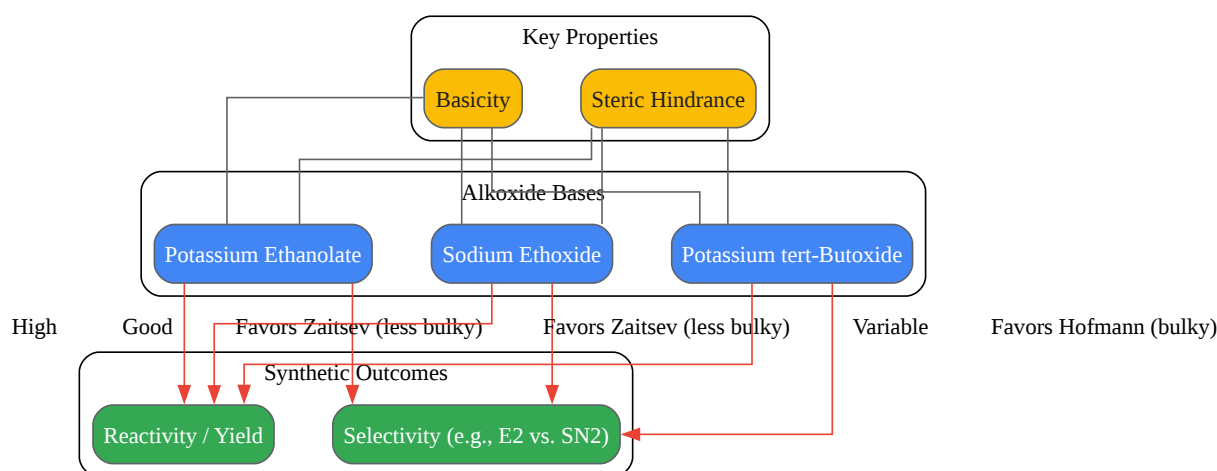 Key Properties
Basicity
Steric Hindrance
Alkoxide Bases
Potassium Ethanolate
Sodium Ethoxide
Potassium tert-Butoxide
High
Good
Favors Zaitsev (less bulky)
Favors Zaitsev (less bulky)
Variable
Favors Hofmann (bulky)
Synthetic Outcomes
Reactivity / Yield
Selectivity (e.g., E2 vs. SN2)